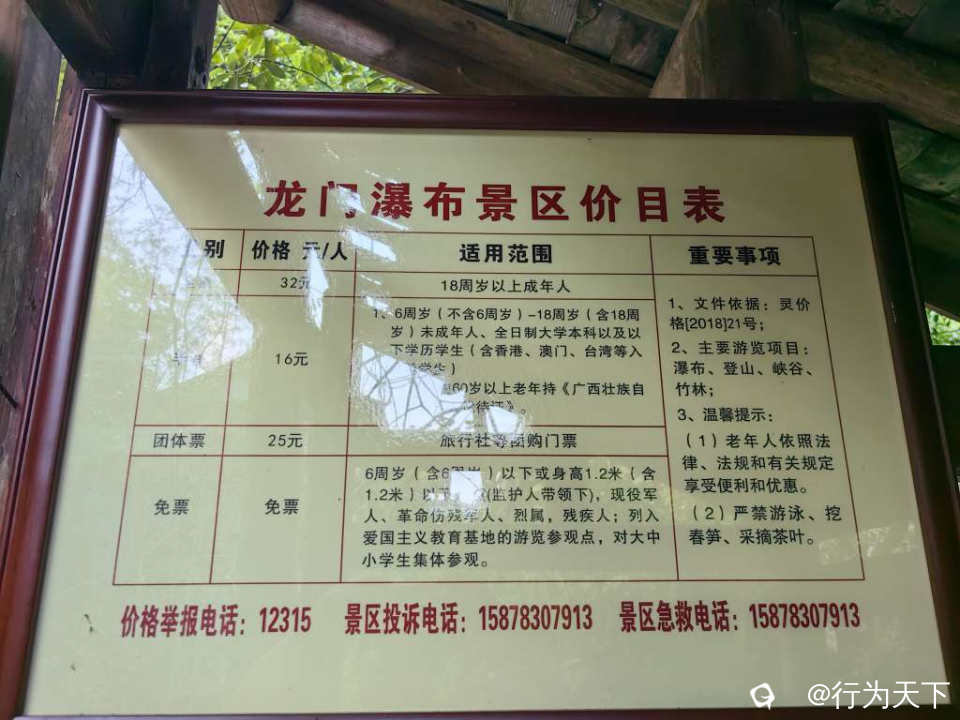 龙门瀑布景区价目表
别 价格 元/人 适用范围 重要事项
32元 18周岁以上成年人
16元
6周岁（不含6周岁）-18周岁（含18周
岁）未成年人、全日制大学本科以及以
下学历学生（含香港、澳门、台湾等入
学生）
60岁以上老年持《广西壮族自
待证》。
团体票 25元 旅行社等团购门票
免票 免票
6周岁（含6周岁）以下或身高1.2米（含
1.2米）以下 (监护人带领下)，现役军
人、革命伤残军人、烈属，残疾人；列入
爱国主义教育基地的游览参观点，对大中
小学生集体参观。
1、文件依据：灵价
格[2018]21号；
2、主要游览项目：
瀑布、登山、峡谷、
竹林；
3、温馨提示：
（1）老年人依照法
律、法规和有关规定
享受便利和优惠。
（2）严禁游泳、挖
春笋、采摘茶叶。
价格举报电话：12315 景区投诉电话：15878307913 景区急救电话：15878307913
@行为天下